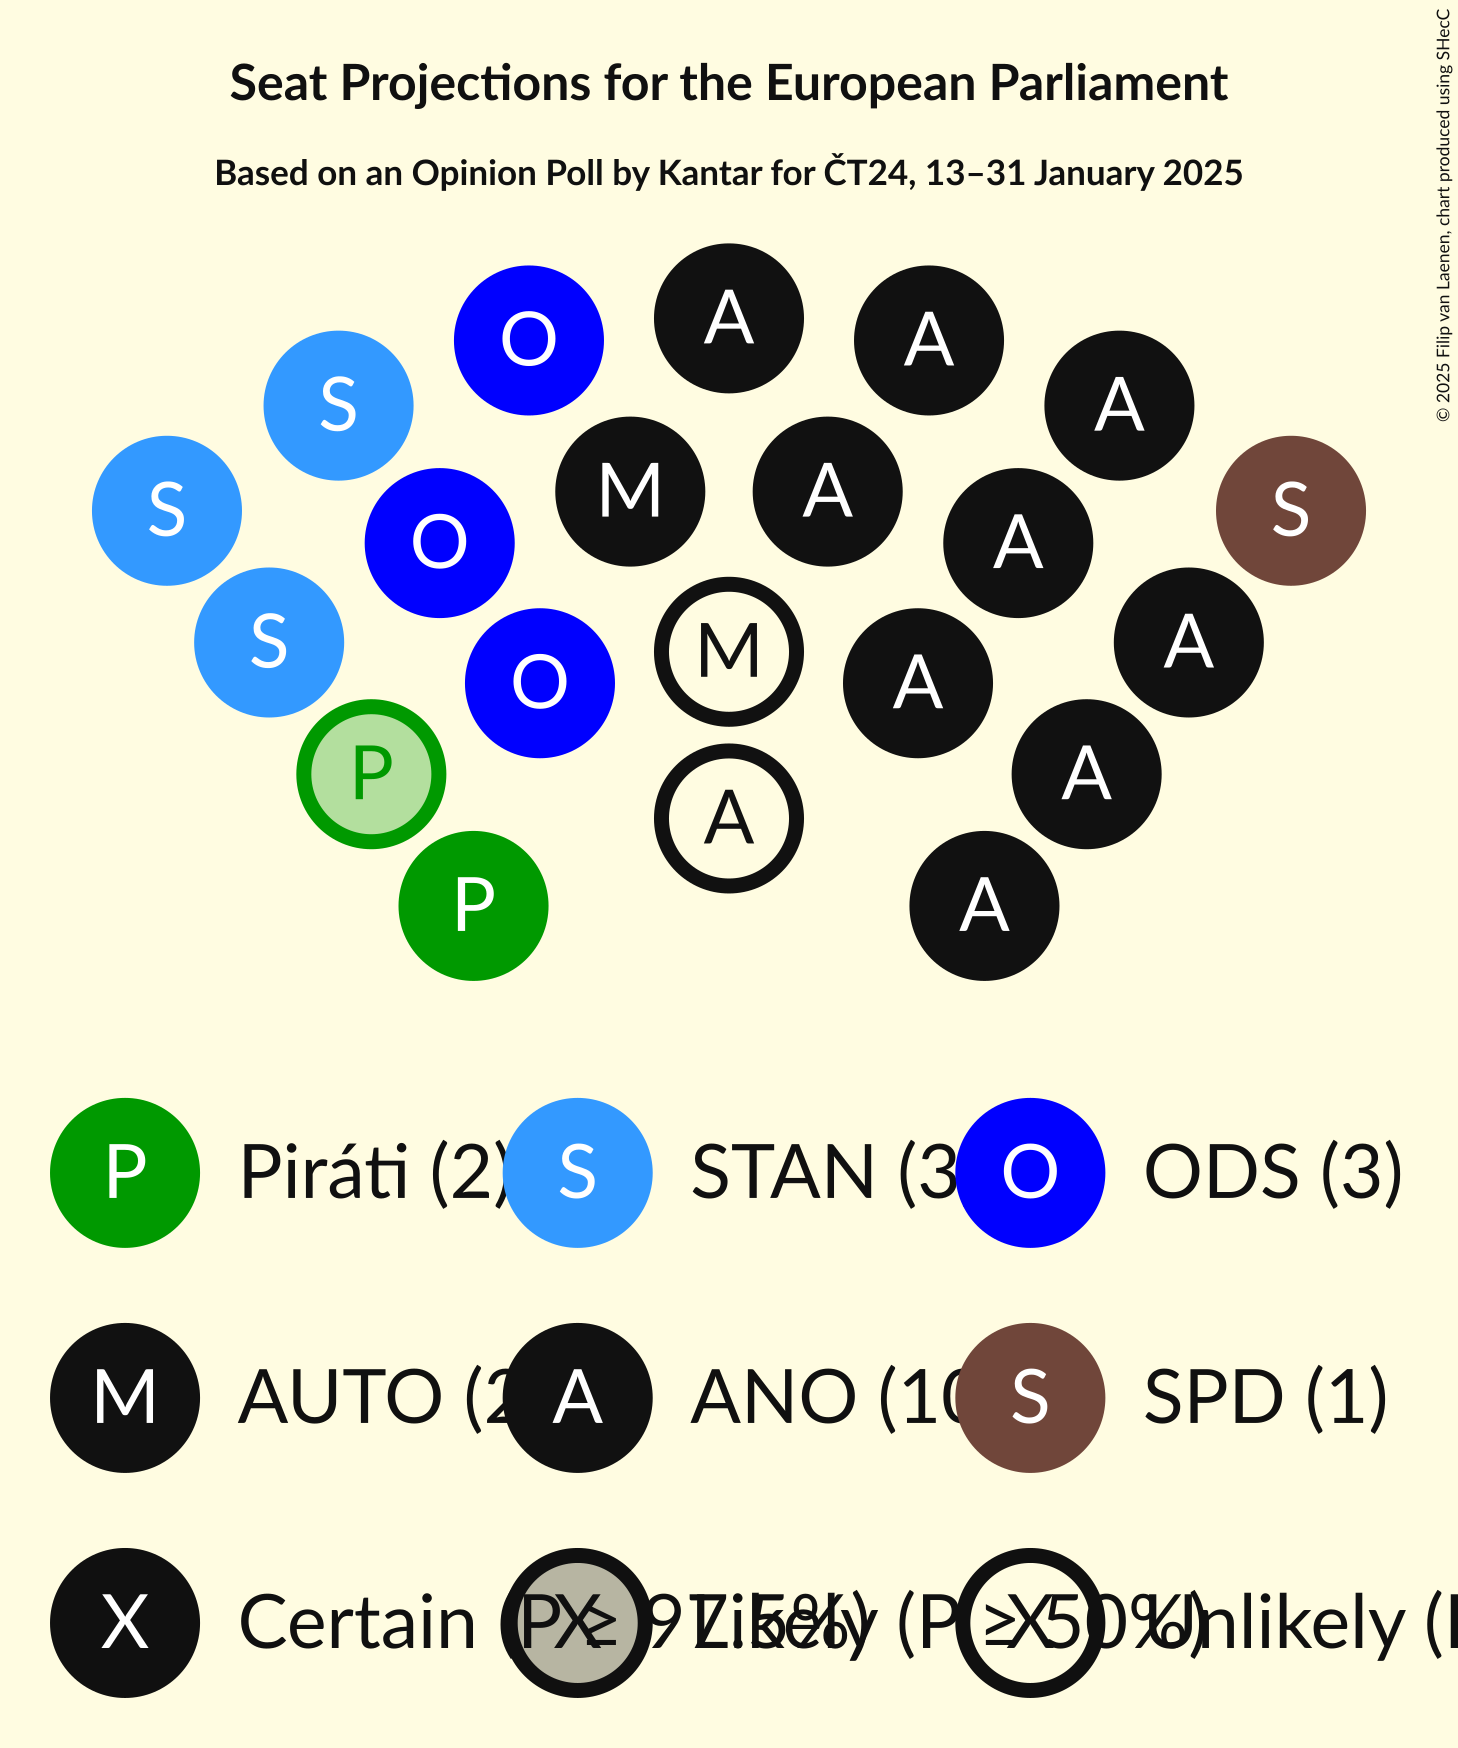 Seat Projections for the European Parliament
Based on an Opinion Poll by Kantar for ČT24, 13–31 January 2025
© 2025 Filip van Laenen, chart produced using SHecC
A
O A
S A
M A
S S
O A
S A
M
O A
P A
A
P A
P Piráti (2) S STAN (3 O ODS (3)
M AUTO (2 A ANO (10 S SPD (1)
X Certain (P ≥ 97.5%) X Likely (P ≥ 50%) X Unlikely (